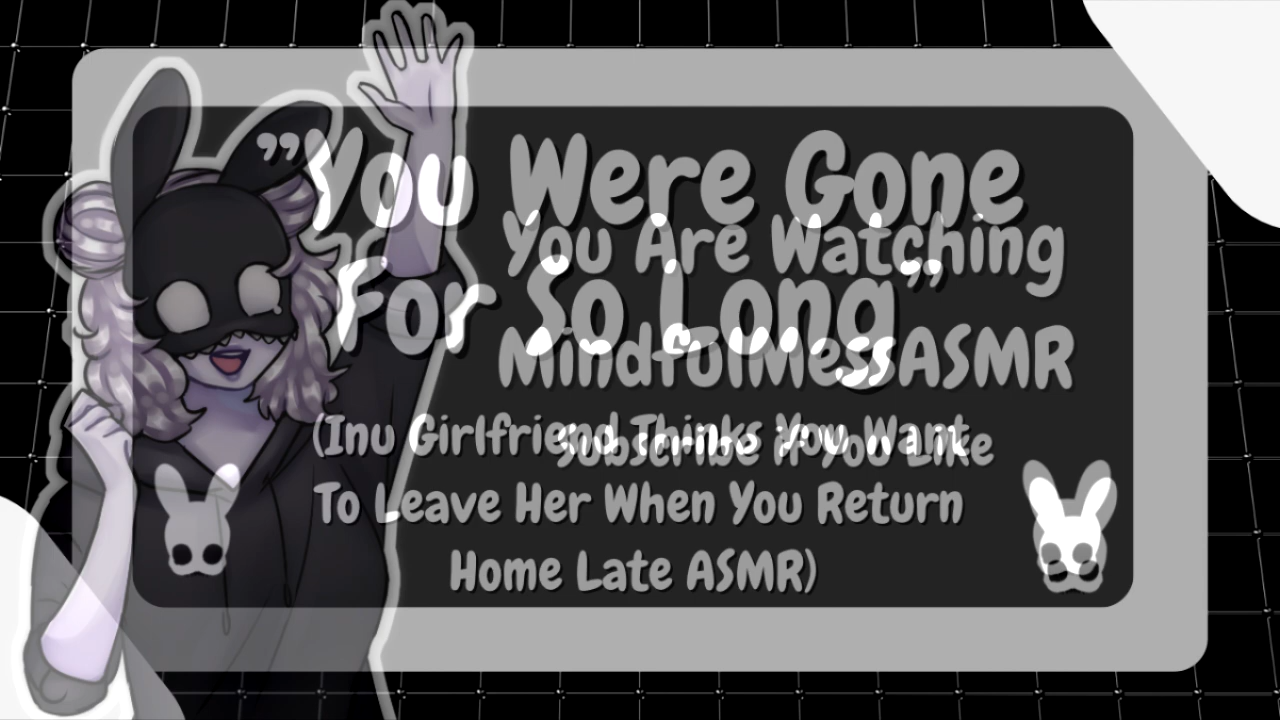 ”You Were Gone
For So Long”
(Inu Girlfriend Thinks You Want
To Leave Her When You Return
Home Late ASMR)
You Are Watching
MindfulMessASMR
Subscribe if You Like